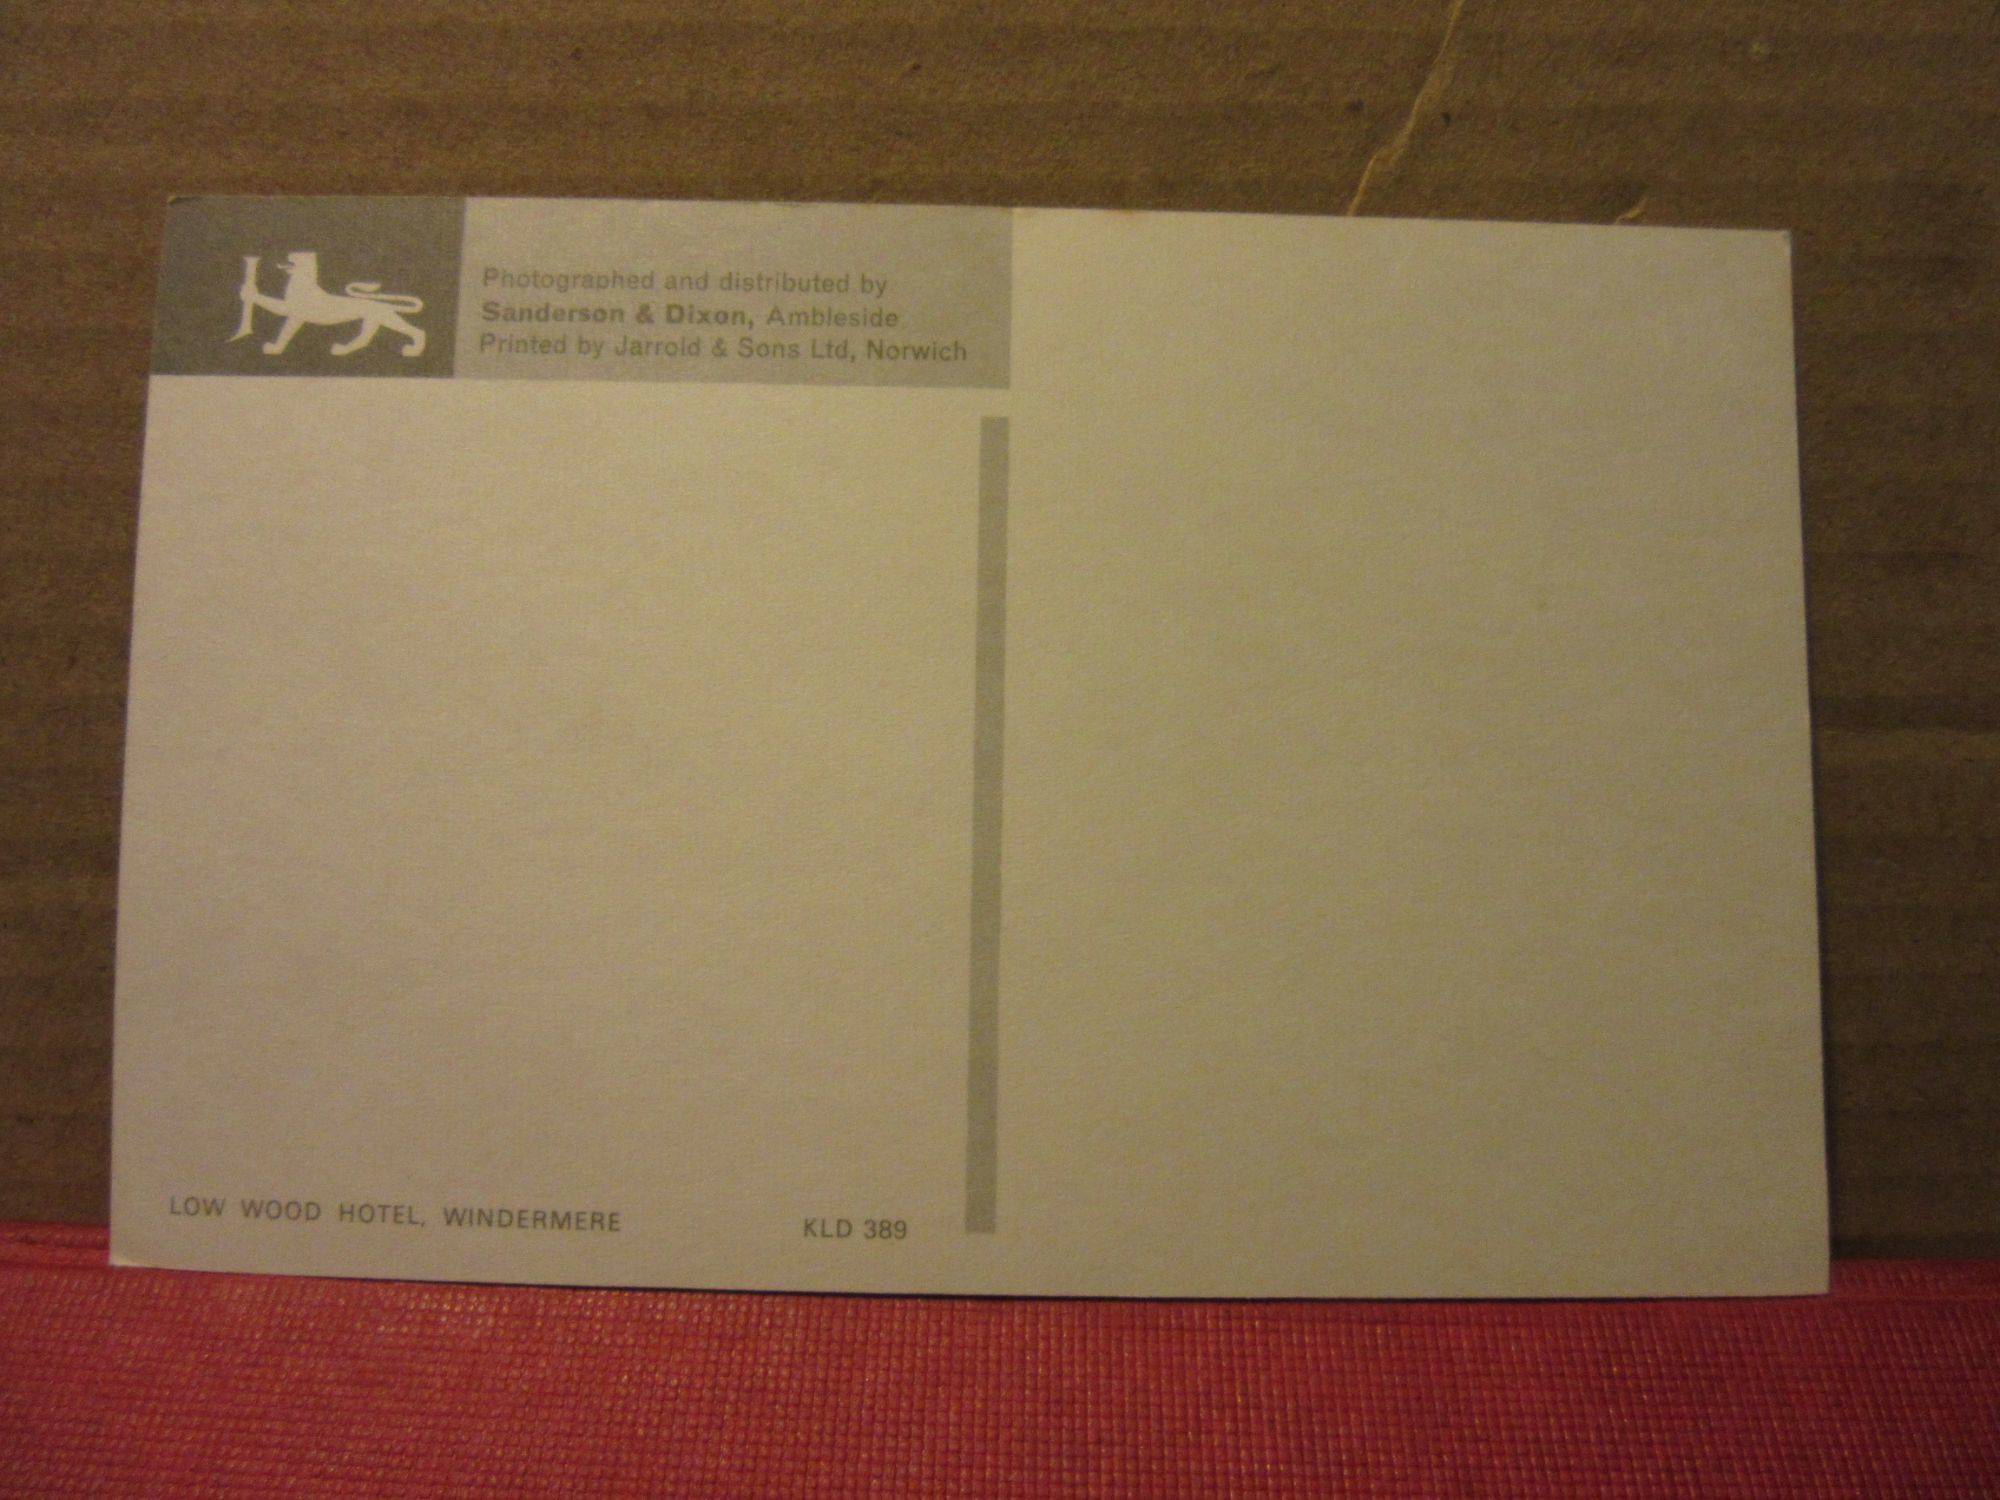 Photographed and distributed by
Sanderson & Dixon, Ambleside
Printed by Jarrold & Sons Ltd, Norwich
LOW WOOD HOTEL, WINDERMERE
KLD 389